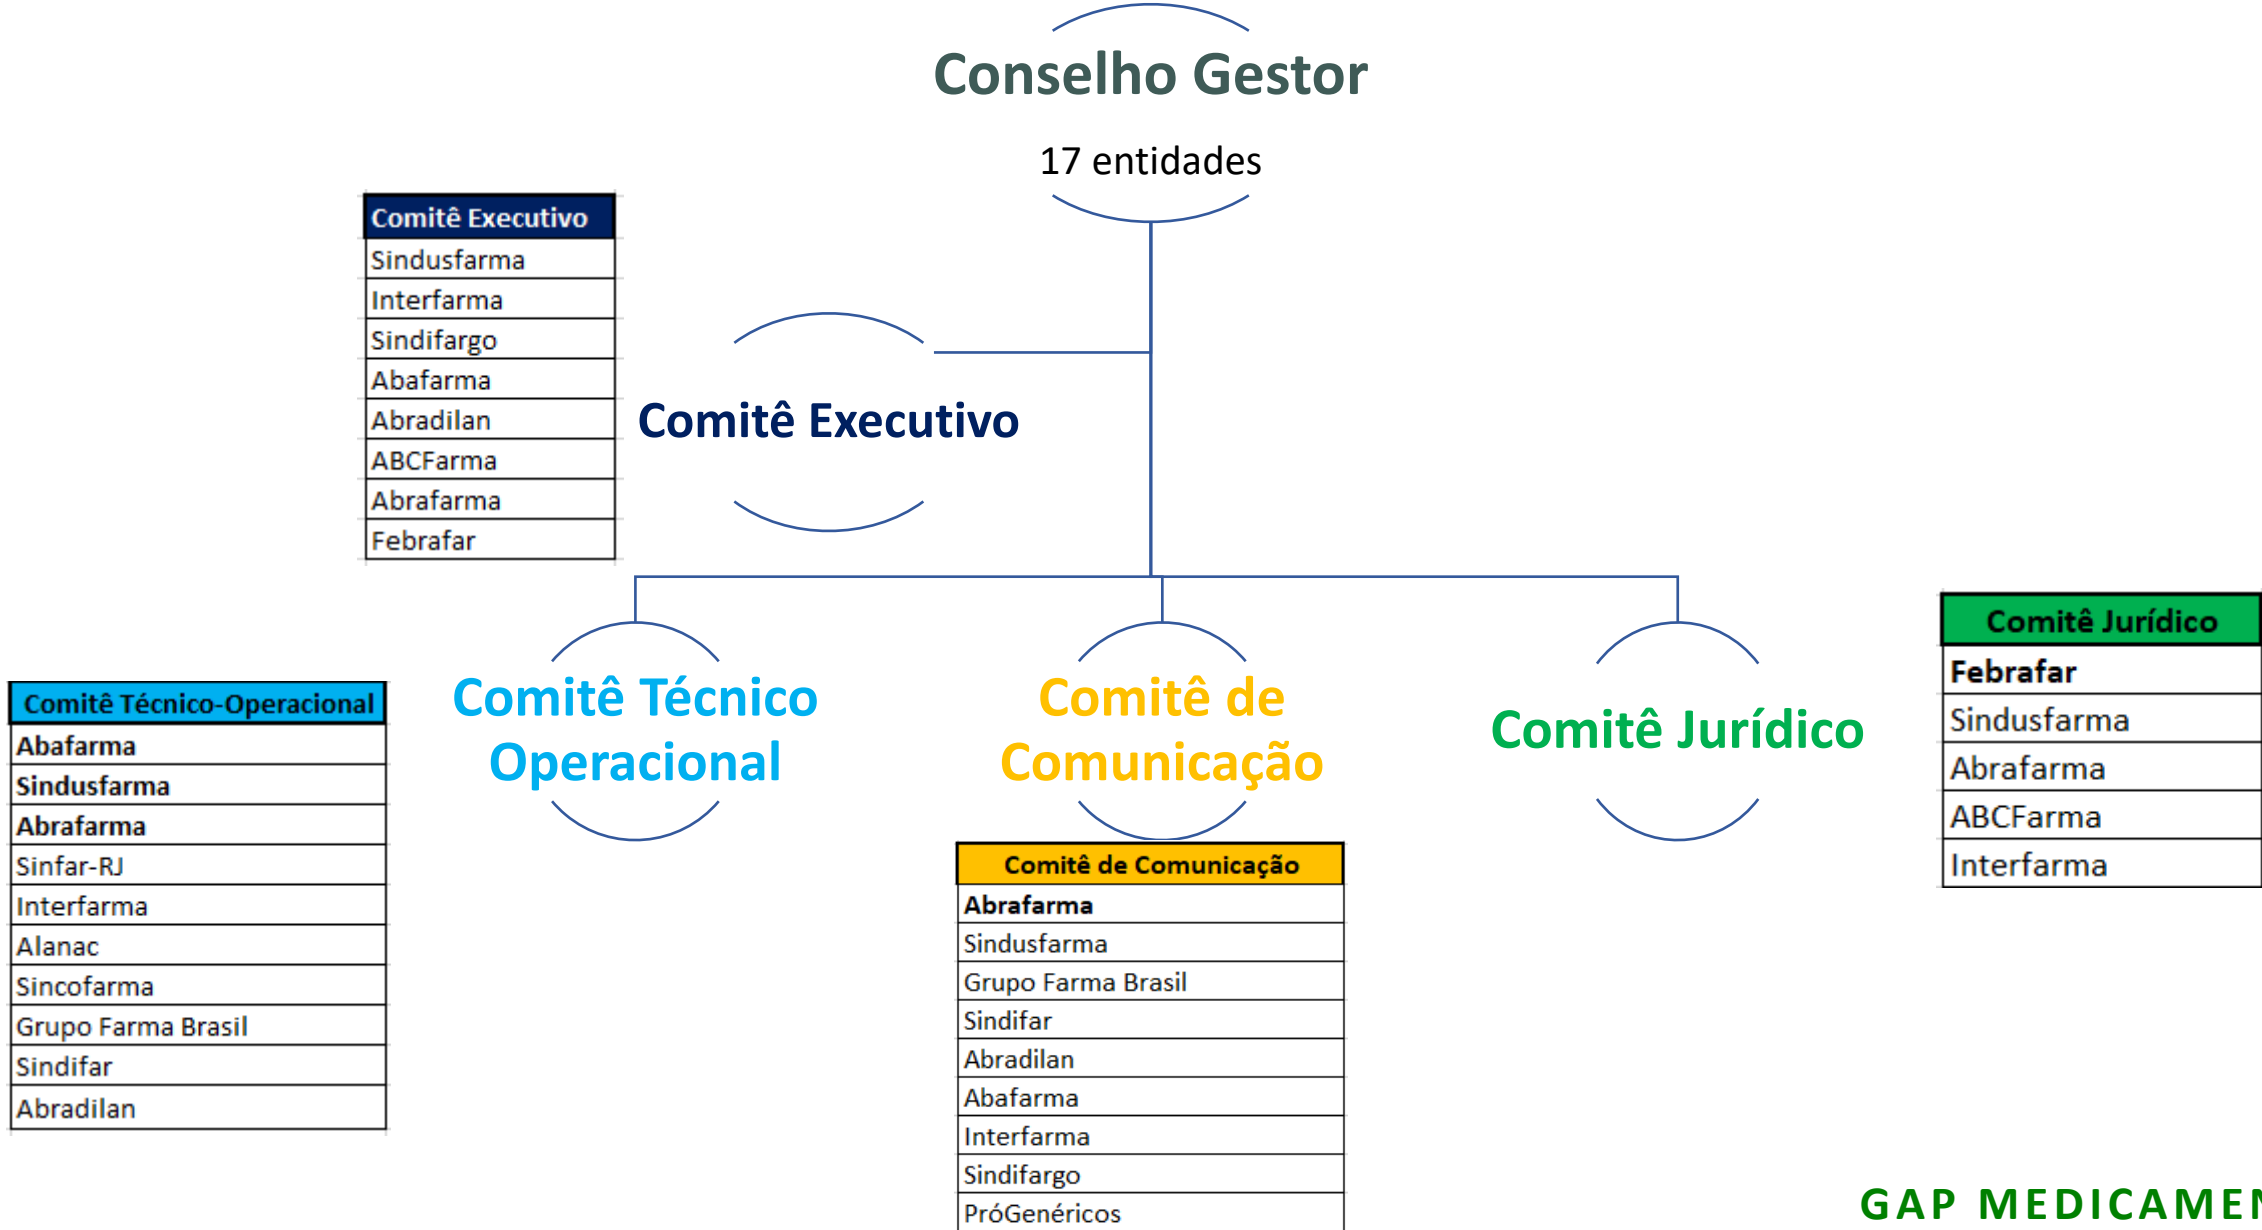 Conselho Gestor
17 entidades
Comitê Executivo
Sindusfarma
Interfarma
Sindifargo
Abafarma
Abradilan
ABCFarma
Abrafarma
Febrafar
Comitê Executivo
Comitê Técnico-Operacional
Abafarma
Sindusfarma
Abrafarma
Sinfar-RJ
Interfarma
Alanac
Sincofarma
Grupo Farma Brasil
Sindifar
Abradilan
Comitê Técnico
Operacional
Comitê de
Comunicação
Comitê de Comunicação
Abrafarma
Sindusfarma
Grupo Farma Brasil
Sindifar
Abradilan
Abafarma
Interfarma
Sindifargo
PróGenéricos
Comitê Jurídico
Comitê Jurídico
Febrafar
Sindusfarma
Abrafarma
ABCFarma
Interfarma
GAP MEDICAMEN